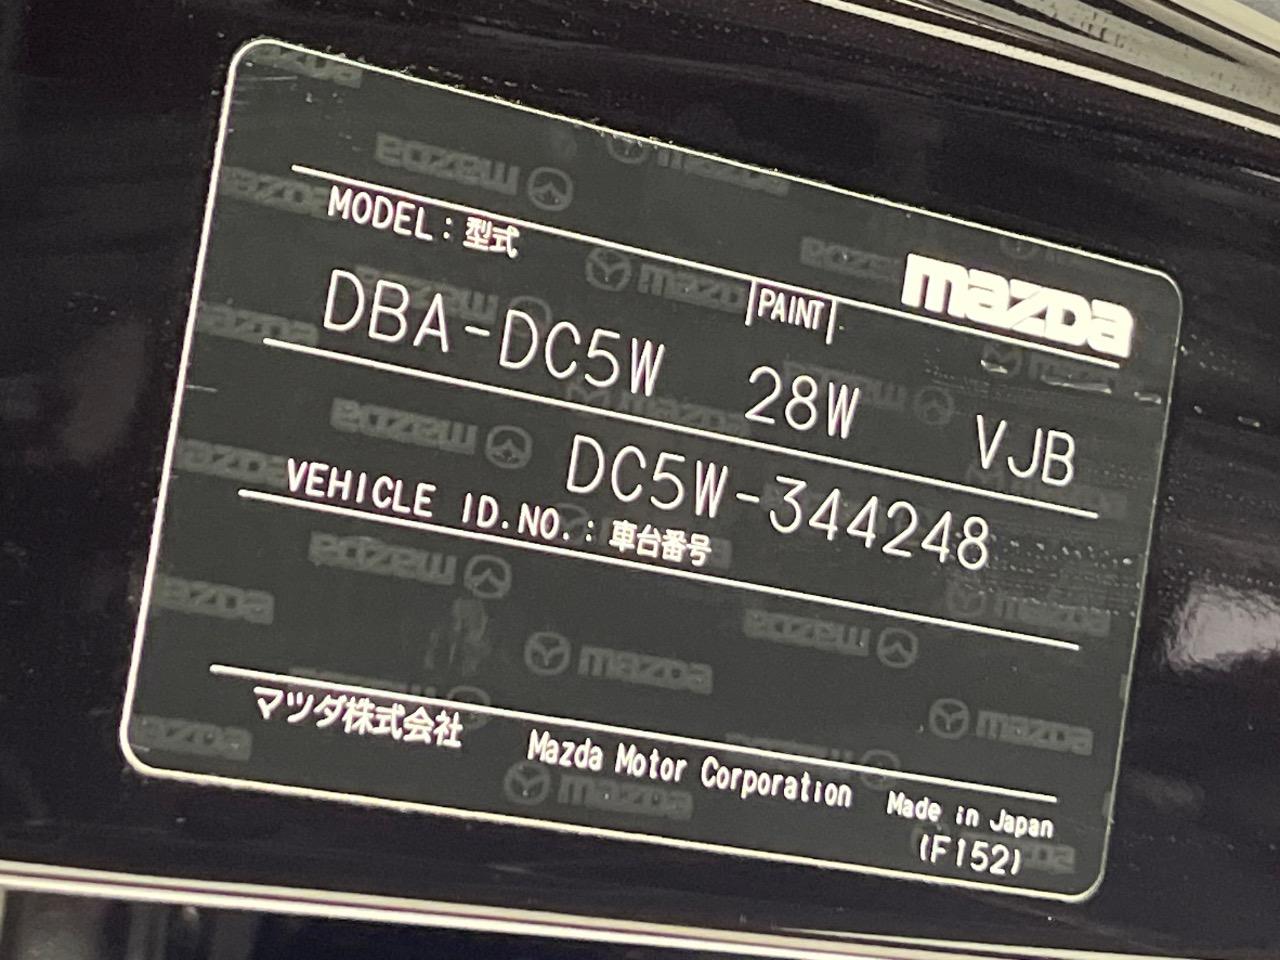 mazda
MODEL : 型式
PAINT
DBA-DC5W 28W VJB
DC5W-344248
VEHICLE ID.NO. : 車台番号
マツダ株式会社 Mazda Motor Corporation Made in Japan
(F152)